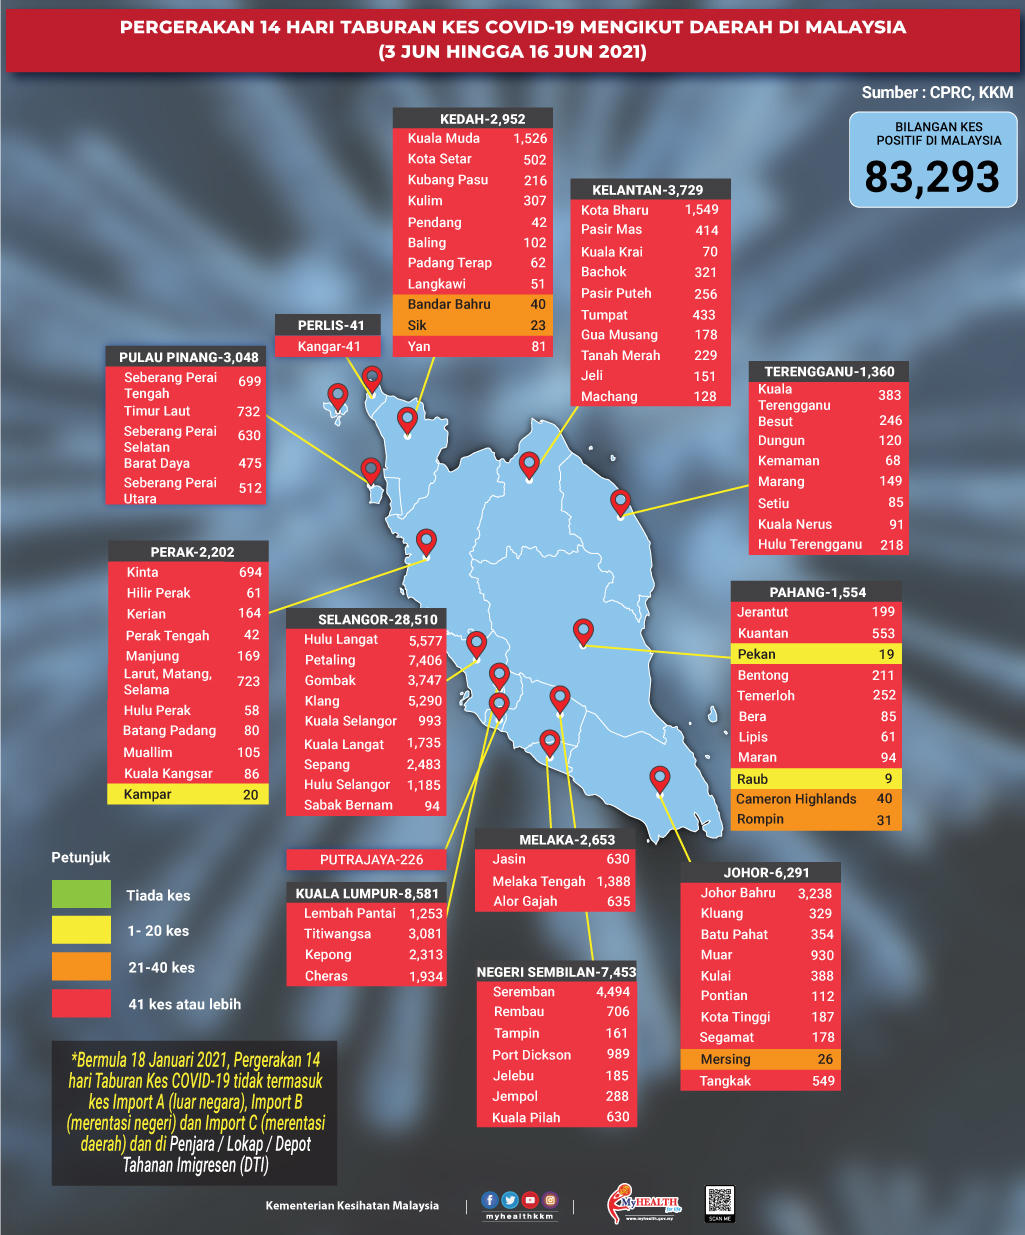 PERGERAKAN 14 HARI TABURAN KES COVID-19 MENGIKUT DAERAH DI MALAYSIA
(3 JUN HINGGA 16 JUN 2021)
Sumber : CPRC, KKM
BILANGAN KES
POSITIF DI MALAYSIA
83,293
KEDAH-2,952
Kuala Muda 1,526
Kota Setar 502
Kubang Pasu 216
Kulim 307
Pendang 42
Baling 102
Padang Terap 62
Langkawi 51
Bandar Bahru 40
Sik 23
Yan 81
KELANTAN-3,729
Kota Bharu 1,549
Pasir Mas 414
Kuala Krai 70
Bachok 321
Pasir Puteh 256
Tumpat 433
Gua Musang 178
Tanah Merah 229
Jeli 151
Machang 128
PERLIS-41
Kangar-41
PULAU PINANG-3,048
Seberang Perai
Tengah 699
Timur Laut 732
Seberang Perai
Selatan 630
Barat Daya 475
Seberang Perai
Utara 512
TERENGGANU-1,360
Kuala
Terengganu 383
Besut 246
Dungun 120
Kemaman 68
Marang 149
Setiu 85
Kuala Nerus 91
Hulu Terengganu 218
PERAK-2,202
Kinta 694
Hilir Perak 61
Kerian 164
Perak Tengah 42
Manjung 169
Larut, Matang,
Selama 723
Hulu Perak 58
Batang Padang 80
Muallim 105
Kuala Kangsar 86
Kampar 20
SELANGOR-28,510
Hulu Langat 5,577
Petaling 7,406
Gombak 3,747
Klang 5,290
Kuala Selangor 993
Kuala Langat 1,735
Sepang 2,483
Hulu Selangor 1,185
Sabak Bernam 94
PAHANG-1,554
Jerantut 199
Kuantan 553
Pekan 19
Bentong 211
Temerloh 252
Bera 85
Lipis 61
Maran 94
Raub 9
Cameron Highlands 40
Rompin 31
PUTRAJAYA-226
KUALA LUMPUR-8,581
Lembah Pantai 1,253
Titiwangsa 3,081
Kepong 2,313
Cheras 1,934
MELAKA-2,653
Jasin 630
Melaka Tengah 1,388
Alor Gajah 635
NEGERI SEMBILAN-7,453
Seremban 4,494
Rembau 706
Tampin 161
Port Dickson 989
Jelebu 185
Jempol 288
Kuala Pilah 630
JOHOR-6,291
Johor Bahru 3,238
Kluang 329
Batu Pahat 354
Muar 930
Kulai 388
Pontian 112
Kota Tinggi 187
Segamat 178
Mersing 26
Tangkak 549
Petunjuk
Tiada kes
1- 20 kes
21-40 kes
41 kes atau lebih
*Bermula 18 Januari 2021, Pergerakan 14
hari Taburan Kes COVID-19 tidak termasuk
kes Import A (luar negara), Import B
(merentasi negeri) dan Import C (merentasi
daerah) dan di Penjara / Lokap / Depot
Tahanan Imigresen (DTI)
Kementerian Kesihatan Malaysia
myhealthkkm
MyHEALTH
for life
www.myhealth.gov.my
SCAN ME